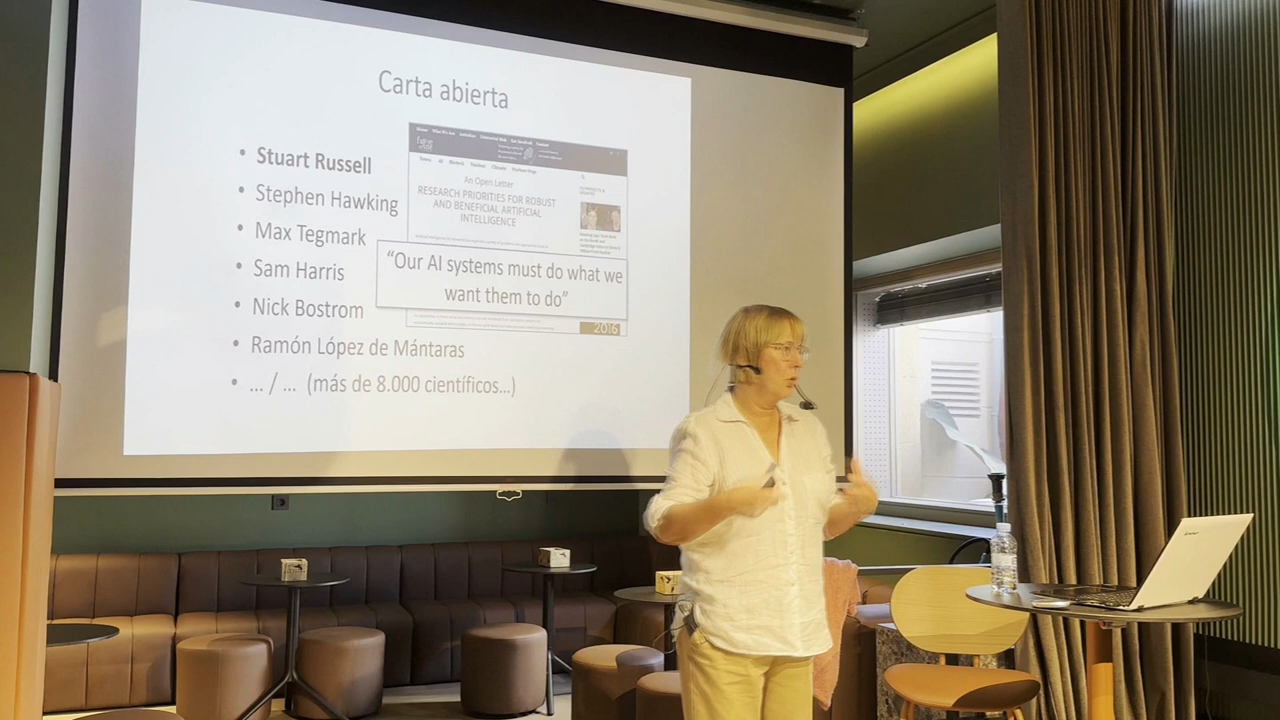 Carta abierta
• Stuart Russell
• Stephen Hawking
• Max Tegmark
• Sam Harris
• Nick Bostrom
• Ramón López de Mántaras
• ... / ... (más de 8.000 científicos...)
An Open Letter
RESEARCH PRIORITIES FOR ROBUST
AND BENEFICIAL ARTIFICIAL
INTELLIGENCE
“Our AI systems must do what we
want them to do”
2016